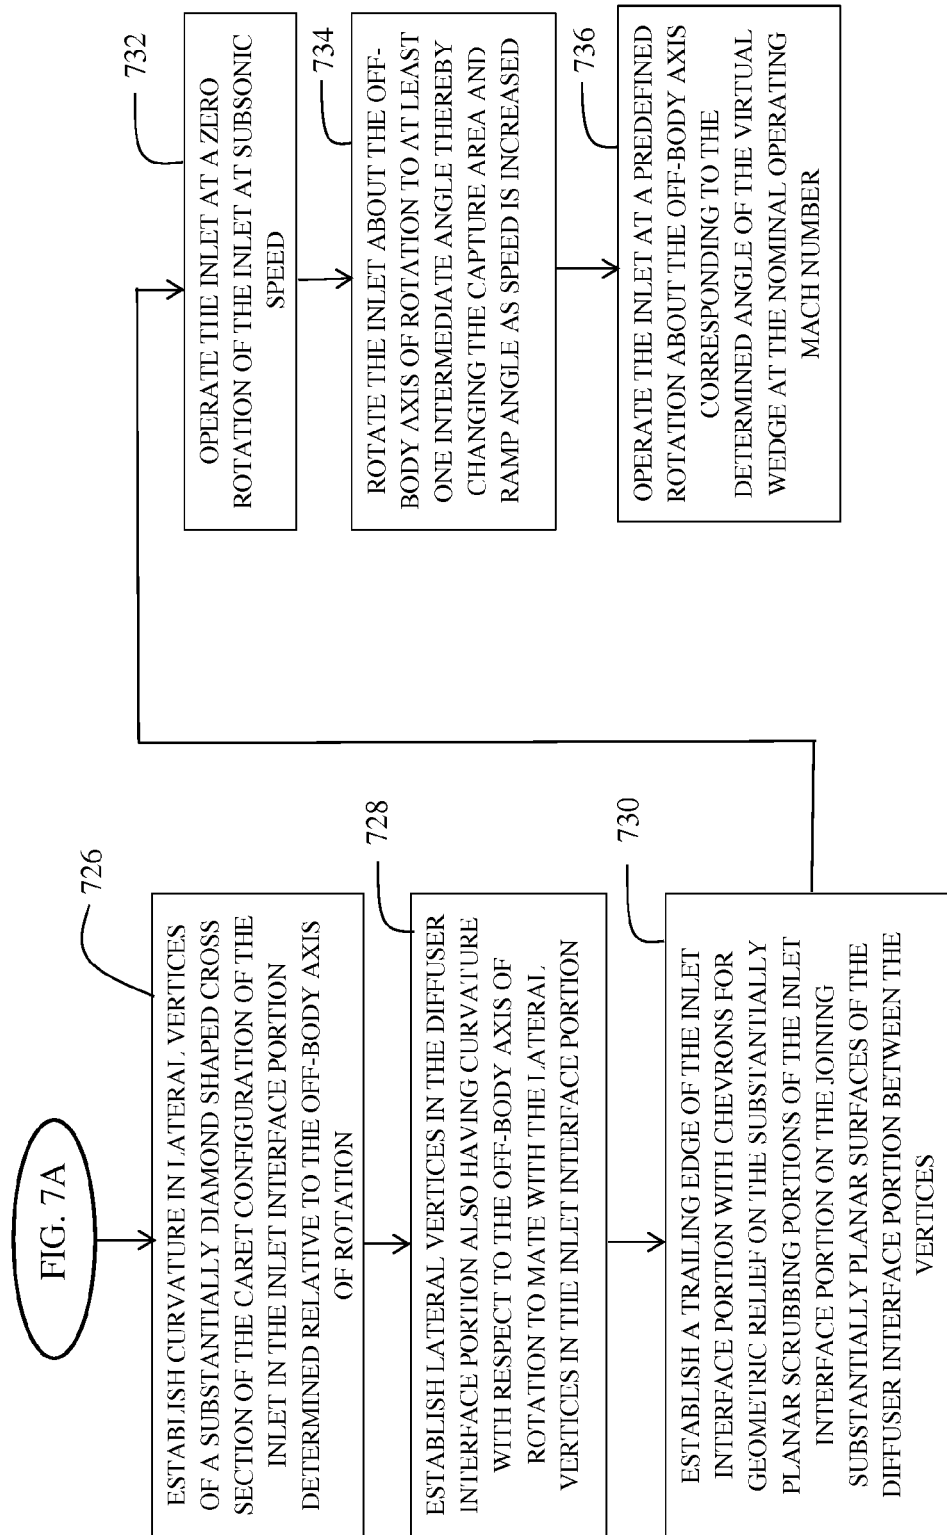 FIG. 7A
726
ESTABLISH CURVATURE IN LATERAL VERTICES
OF A SUBSTANTIALLY DIAMOND SHAPED CROSS
SECTION OF THE CARET CONFIGURATION OF THE
INLET IN THE INLET INTERFACE PORTION
DETERMINED RELATIVE TO THE OFF-BODY AXIS
OF ROTATION
728
ESTABLISH LATERAL VERTICES IN THE DIFFUSER
INTERFACE PORTION ALSO HAVING CURVATURE
WITH RESPECT TO THE OFF-BODY AXIS OF
ROTATION TO MATE WITH THE LATERAL
VERTICES IN THE INLET INTERFACE PORTION
730
ESTABLISH A TRAILING EDGE OF THE INLET
INTERFACE PORTION WITH CHEVRONS FOR
GEOMETRIC RELIEF ON THE SUBSTANTIALLY
PLANAR SCRUBBING PORTIONS OF THE INLET
INTERFACE PORTION ON THE JOINING
SUBSTANTIALLY PLANAR SURFACES OF THE
DIFFUSER INTERFACE PORTION BETWEEN THE
VERTICES
732
OPERATE THE INLET AT A ZERO
ROTATION OF THE INLET AT SUBSONIC
SPEED
734
ROTATE THE INLET ABOUT THE OFF-
BODY AXIS OF ROTATION TO AT LEAST
ONE INTERMEDIATE ANGLE THEREBY
CHANGING THE CAPTURE AREA AND
RAMP ANGLE AS SPEED IS INCREASED
736
OPERATE THE INLET AT A PREDEFINED
ROTATION ABOUT THE OFF-BODY AXIS
CORRESPONDING TO THE
DETERMINED ANGLE OF THE VIRTUAL
WEDGE AT THE NOMINAL OPERATING
MACH NUMBER